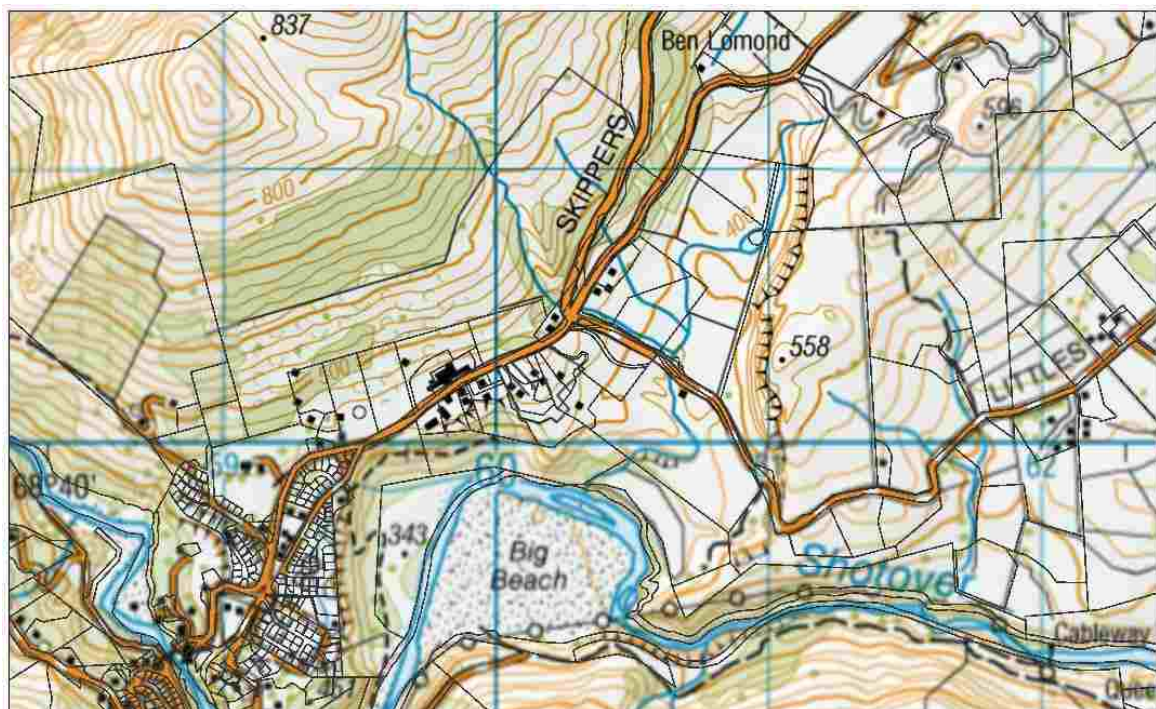 837
Ben Lomond
596
SKIPPERS
800
400
558
LITTLES
59
60
62
68°40'
343
Big
Beach
Shotover
Cableway